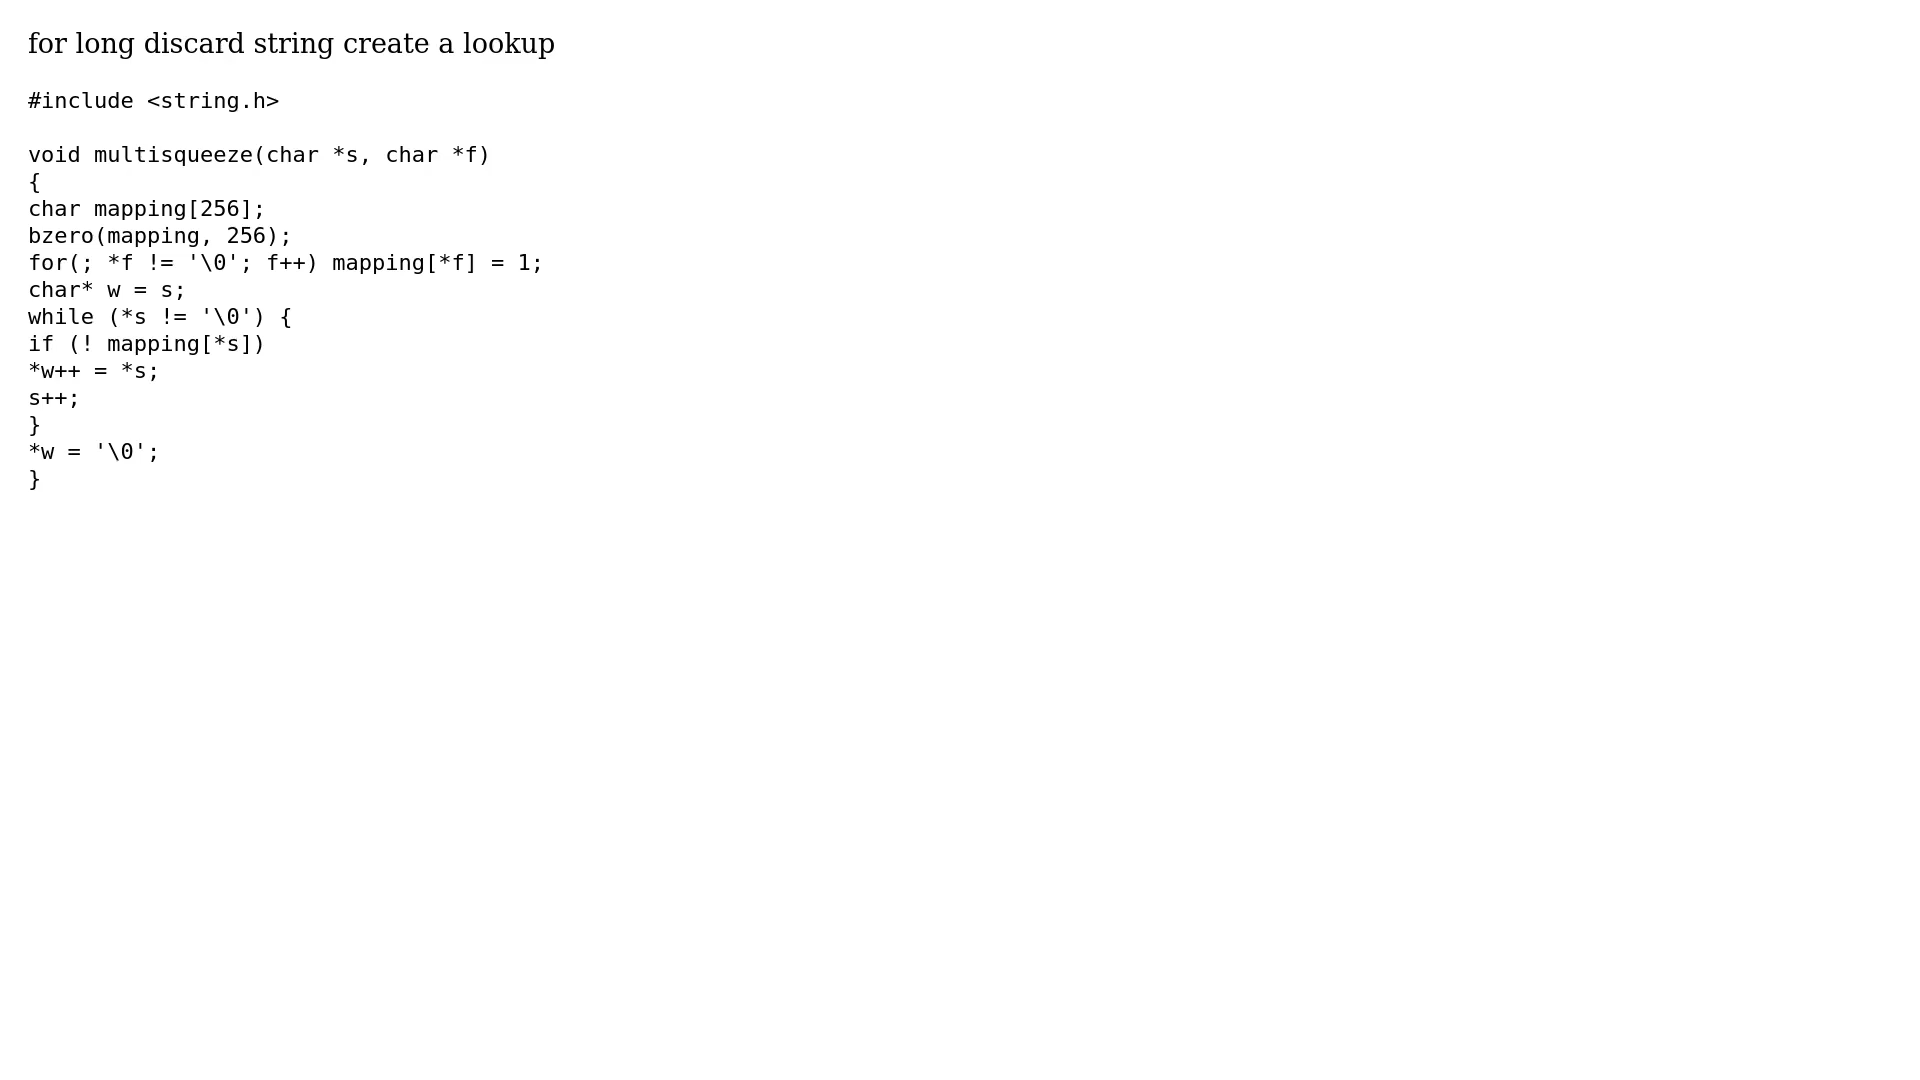 for long discard string create a lookup
#include <string.h>
void multisqueeze(char *s, char *f)
{
char mapping[256];
bzero(mapping, 256);
for(; *f != '\0'; f++) mapping[*f] = 1;
char* w = s;
while (*s != '\0') {
if (! mapping[*s])
*w++ = *s;
s++;
}
*w = '\0';
}